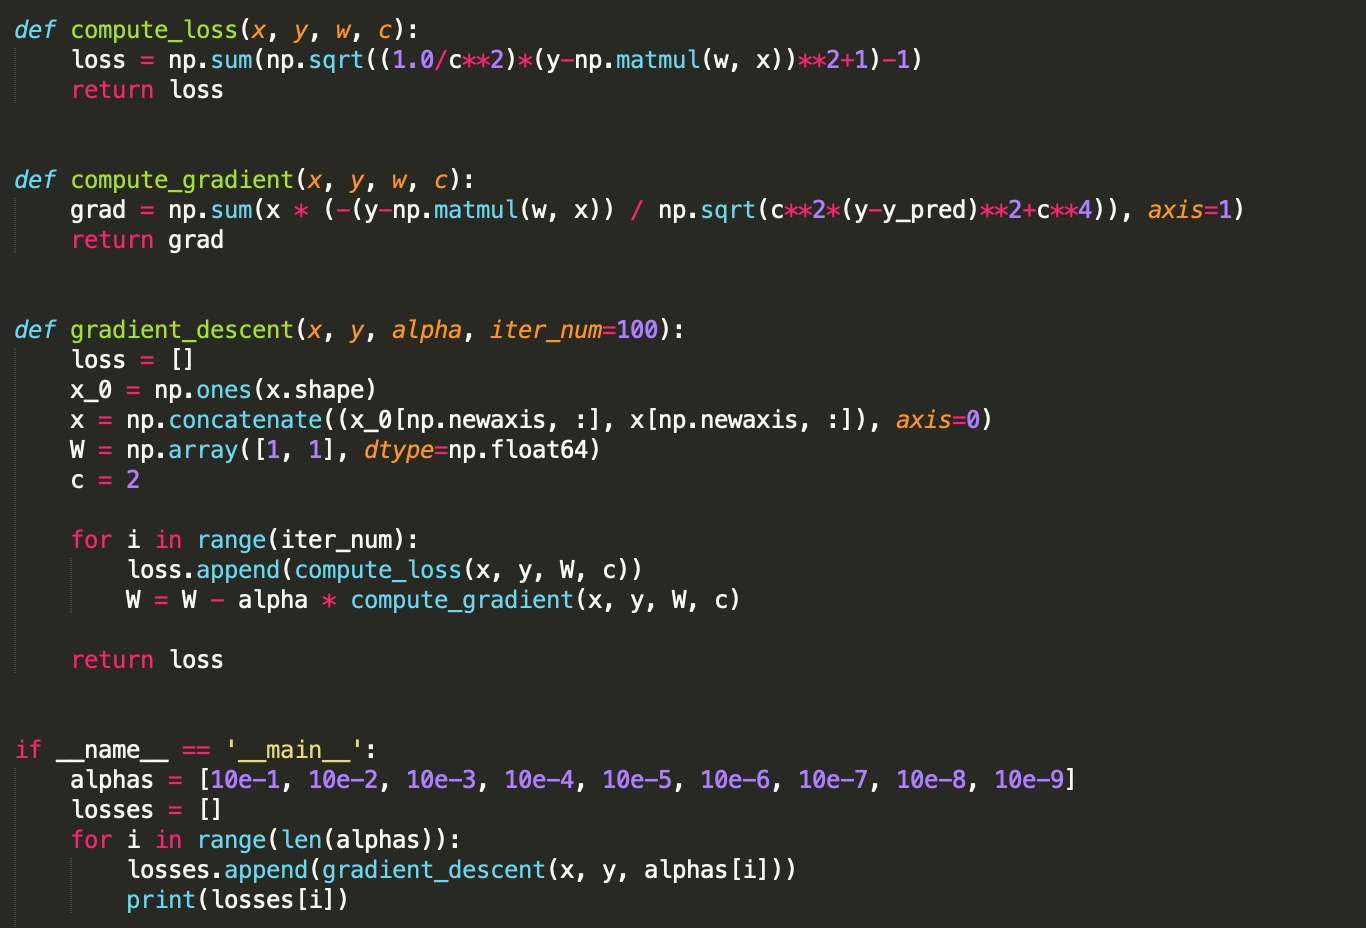 def compute_loss(x, y, w, c):
    loss = np.sum(np.sqrt((1.0/c**2)*(y-np.matmul(w, x))**2+1)-1)
    return loss
def compute_gradient(x, y, w, c):
    grad = np.sum(x * (-(y-np.matmul(w, x)) / np.sqrt(c**2*(y-y_pred)**2+c**4)), axis=1)
    return grad
def gradient_descent(x, y, alpha, iter_num=100):
    loss = []
    x_0 = np.ones(x.shape)
    x = np.concatenate((x_0[np.newaxis, :], x[np.newaxis, :]), axis=0)
    W = np.array([1, 1], dtype=np.float64)
    c = 2
    for i in range(iter_num):
        loss.append(compute_loss(x, y, W, c))
        W = W - alpha * compute_gradient(x, y, W, c)
    return loss
if __name__ == '__main__':
    alphas = [10e-1, 10e-2, 10e-3, 10e-4, 10e-5, 10e-6, 10e-7, 10e-8, 10e-9]
    losses = []
    for i in range(len(alphas)):
        losses.append(gradient_descent(x, y, alphas[i]))
        print(losses[i])